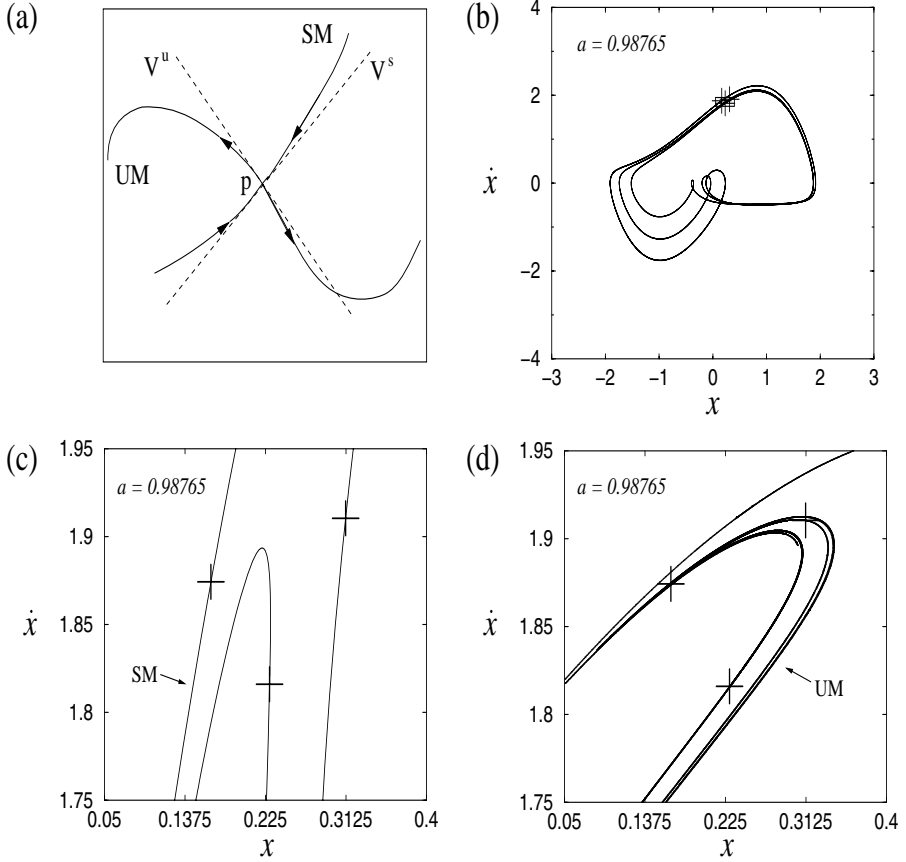 (a)
SM
V^u
V^s
UM
p
(b)
a = 0.98765
4
2
0
−2
−4
ẋ
−3 −2 −1 0 1 2 3
x
(c)
a = 0.98765
1.95
1.9
1.85
1.8
1.75
ẋ
SM
0.05 0.1375 0.225 0.3125 0.4
x
(d)
a = 0.98765
1.95
1.9
1.85
1.8
1.75
ẋ
UM
0.05 0.1375 0.225 0.3125 0.4
x